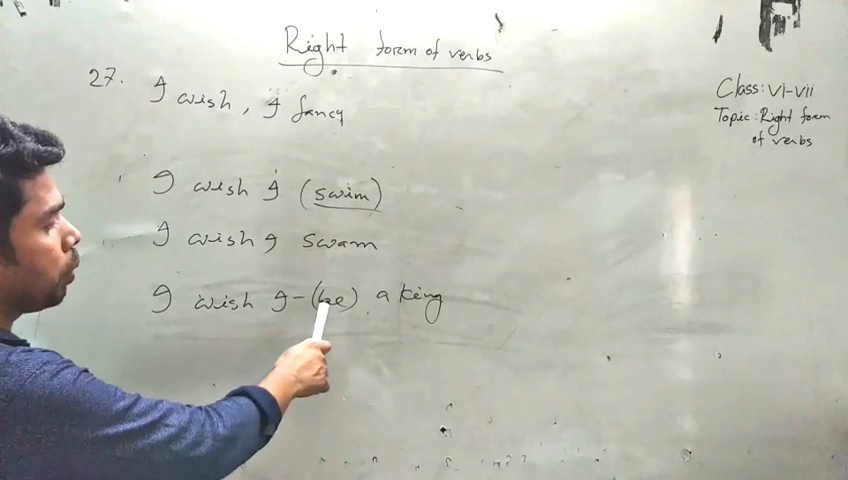 Right form of verbs
27. I wish, I fancy
I wish I (swim)
I wish I swam
I wish I - (be) a king
Class: VI-VII
Topic: Right form
of verbs